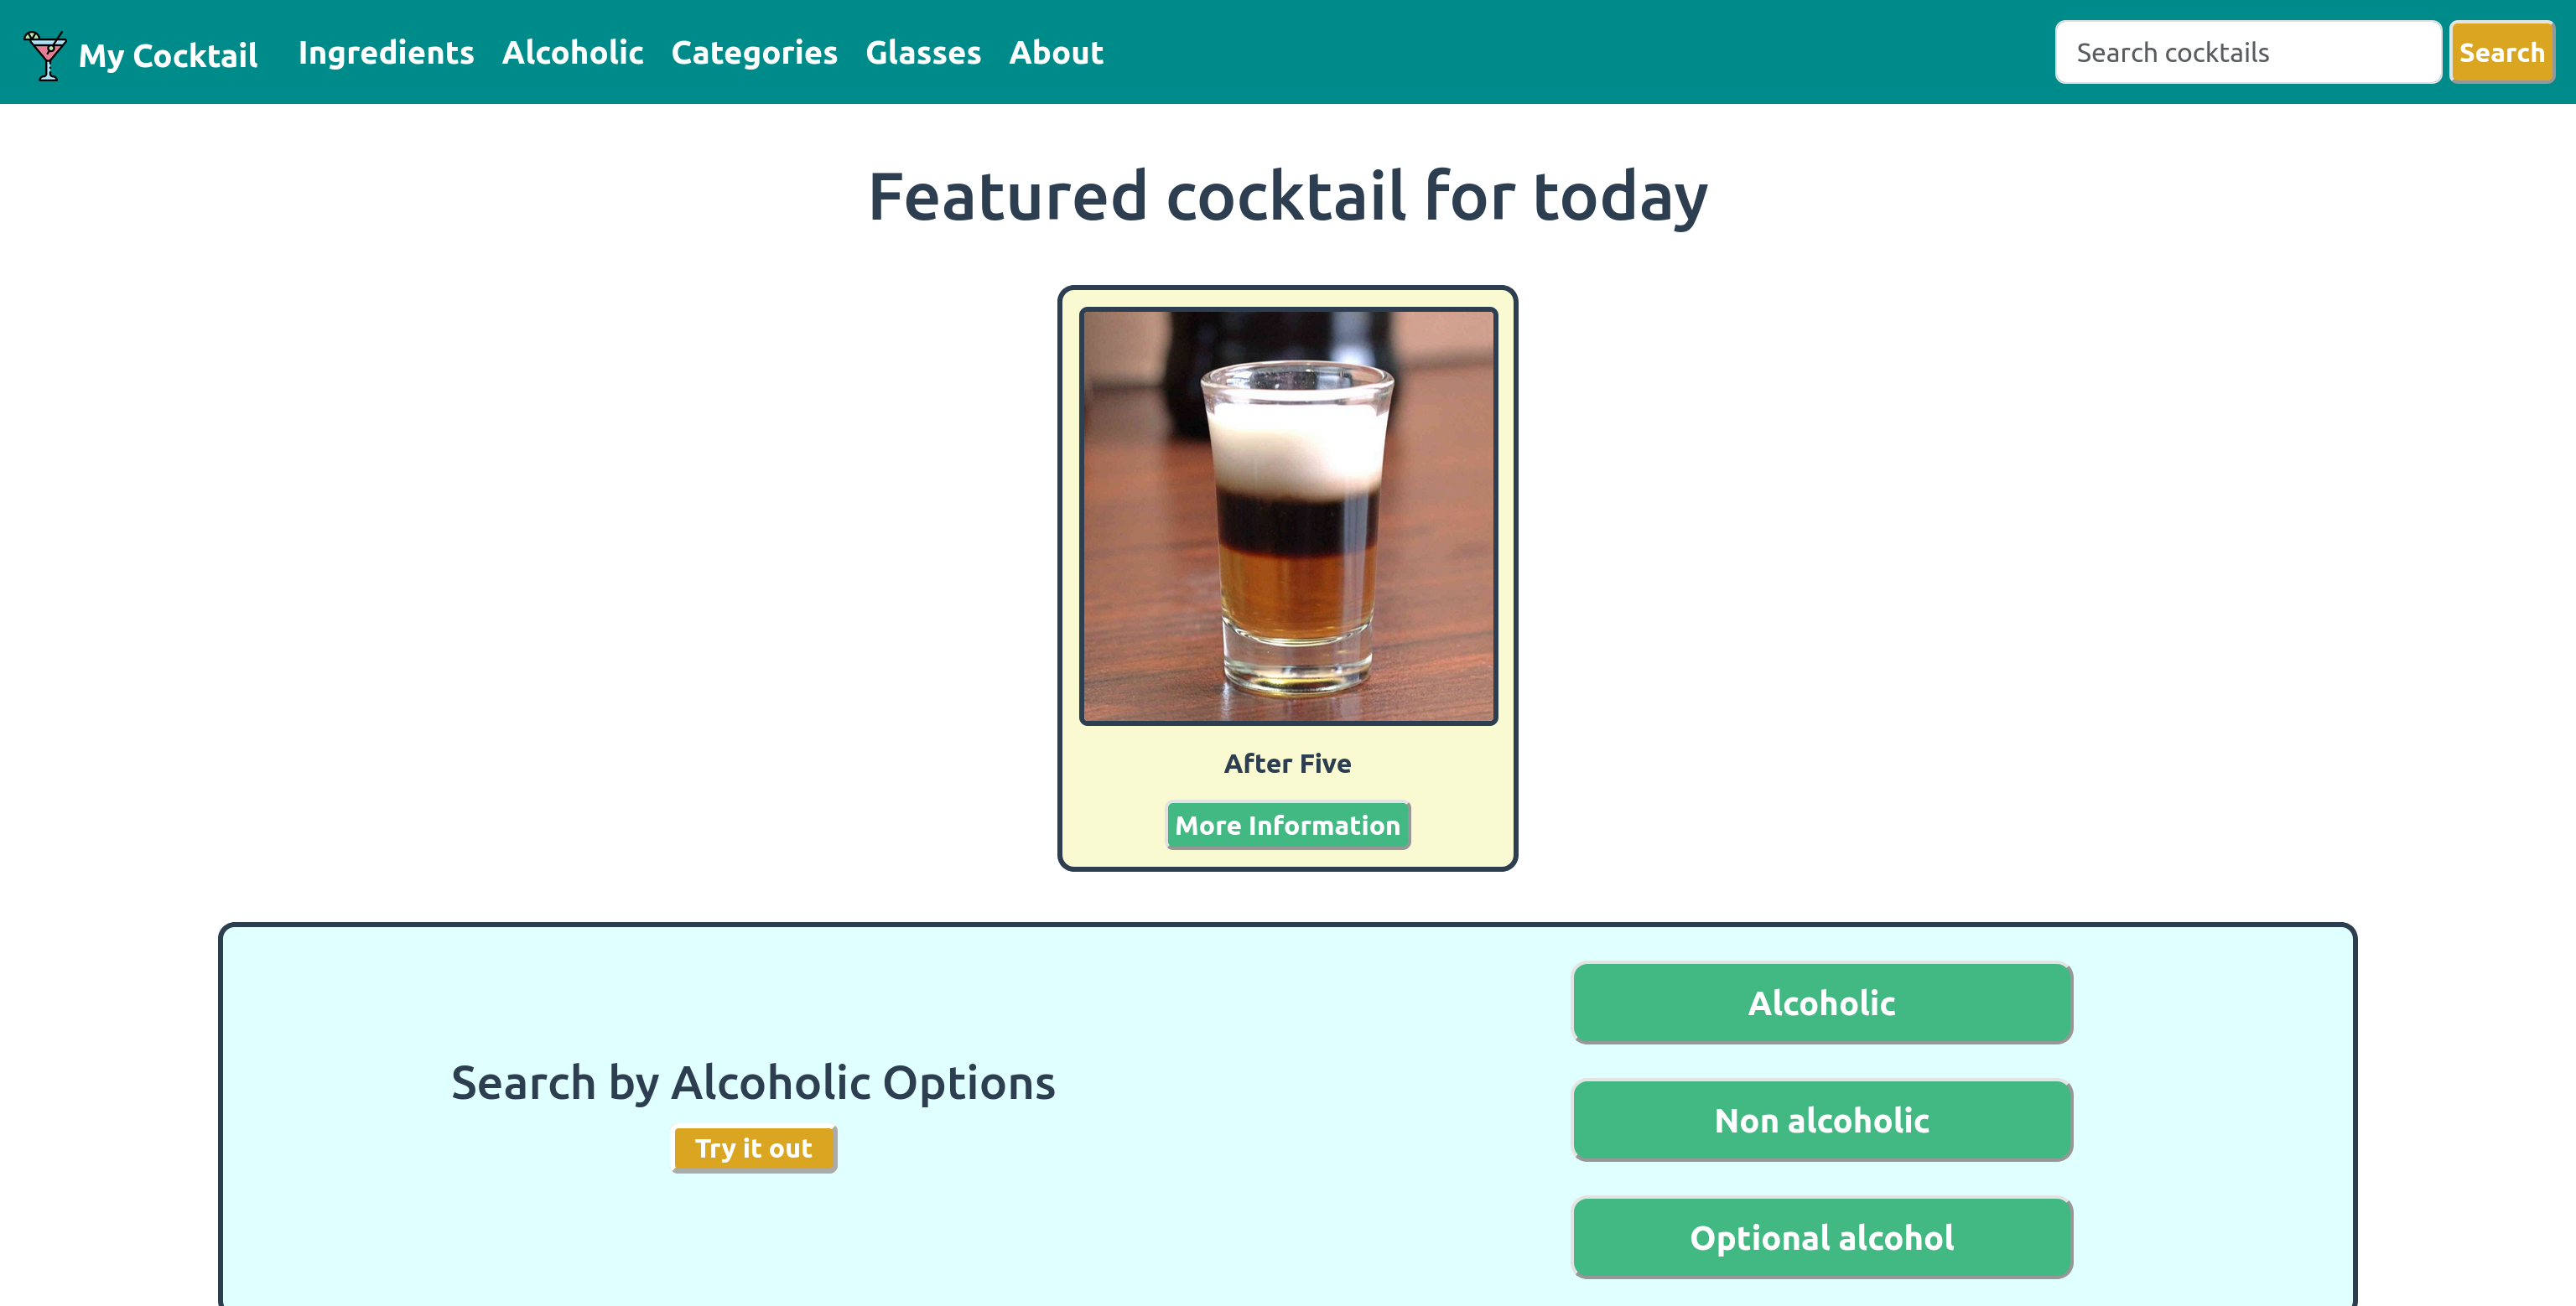 My Cocktail Ingredients Alcoholic Categories Glasses About Search cocktails Search
Featured cocktail for today
After Five
More Information
Search by Alcoholic Options
Try it out
Alcoholic
Non alcoholic
Optional alcohol